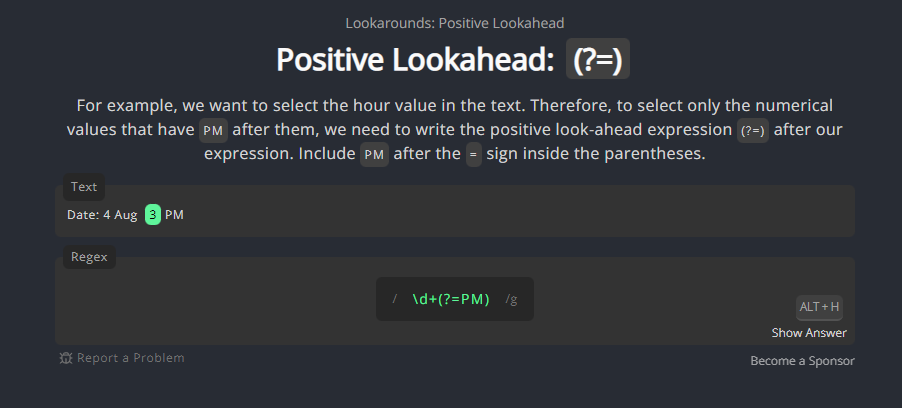 Lookarounds: Positive Lookahead
Positive Lookahead: (?=)
For example, we want to select the hour value in the text. Therefore, to select only the numerical
values that have PM after them, we need to write the positive look-ahead expression (?=) after our
expression. Include PM after the = sign inside the parentheses.
Text
Date: 4 Aug 3 PM
Regex
/ \d+(?=PM) /g
ALT + H
Show Answer
Report a Problem
Become a Sponsor